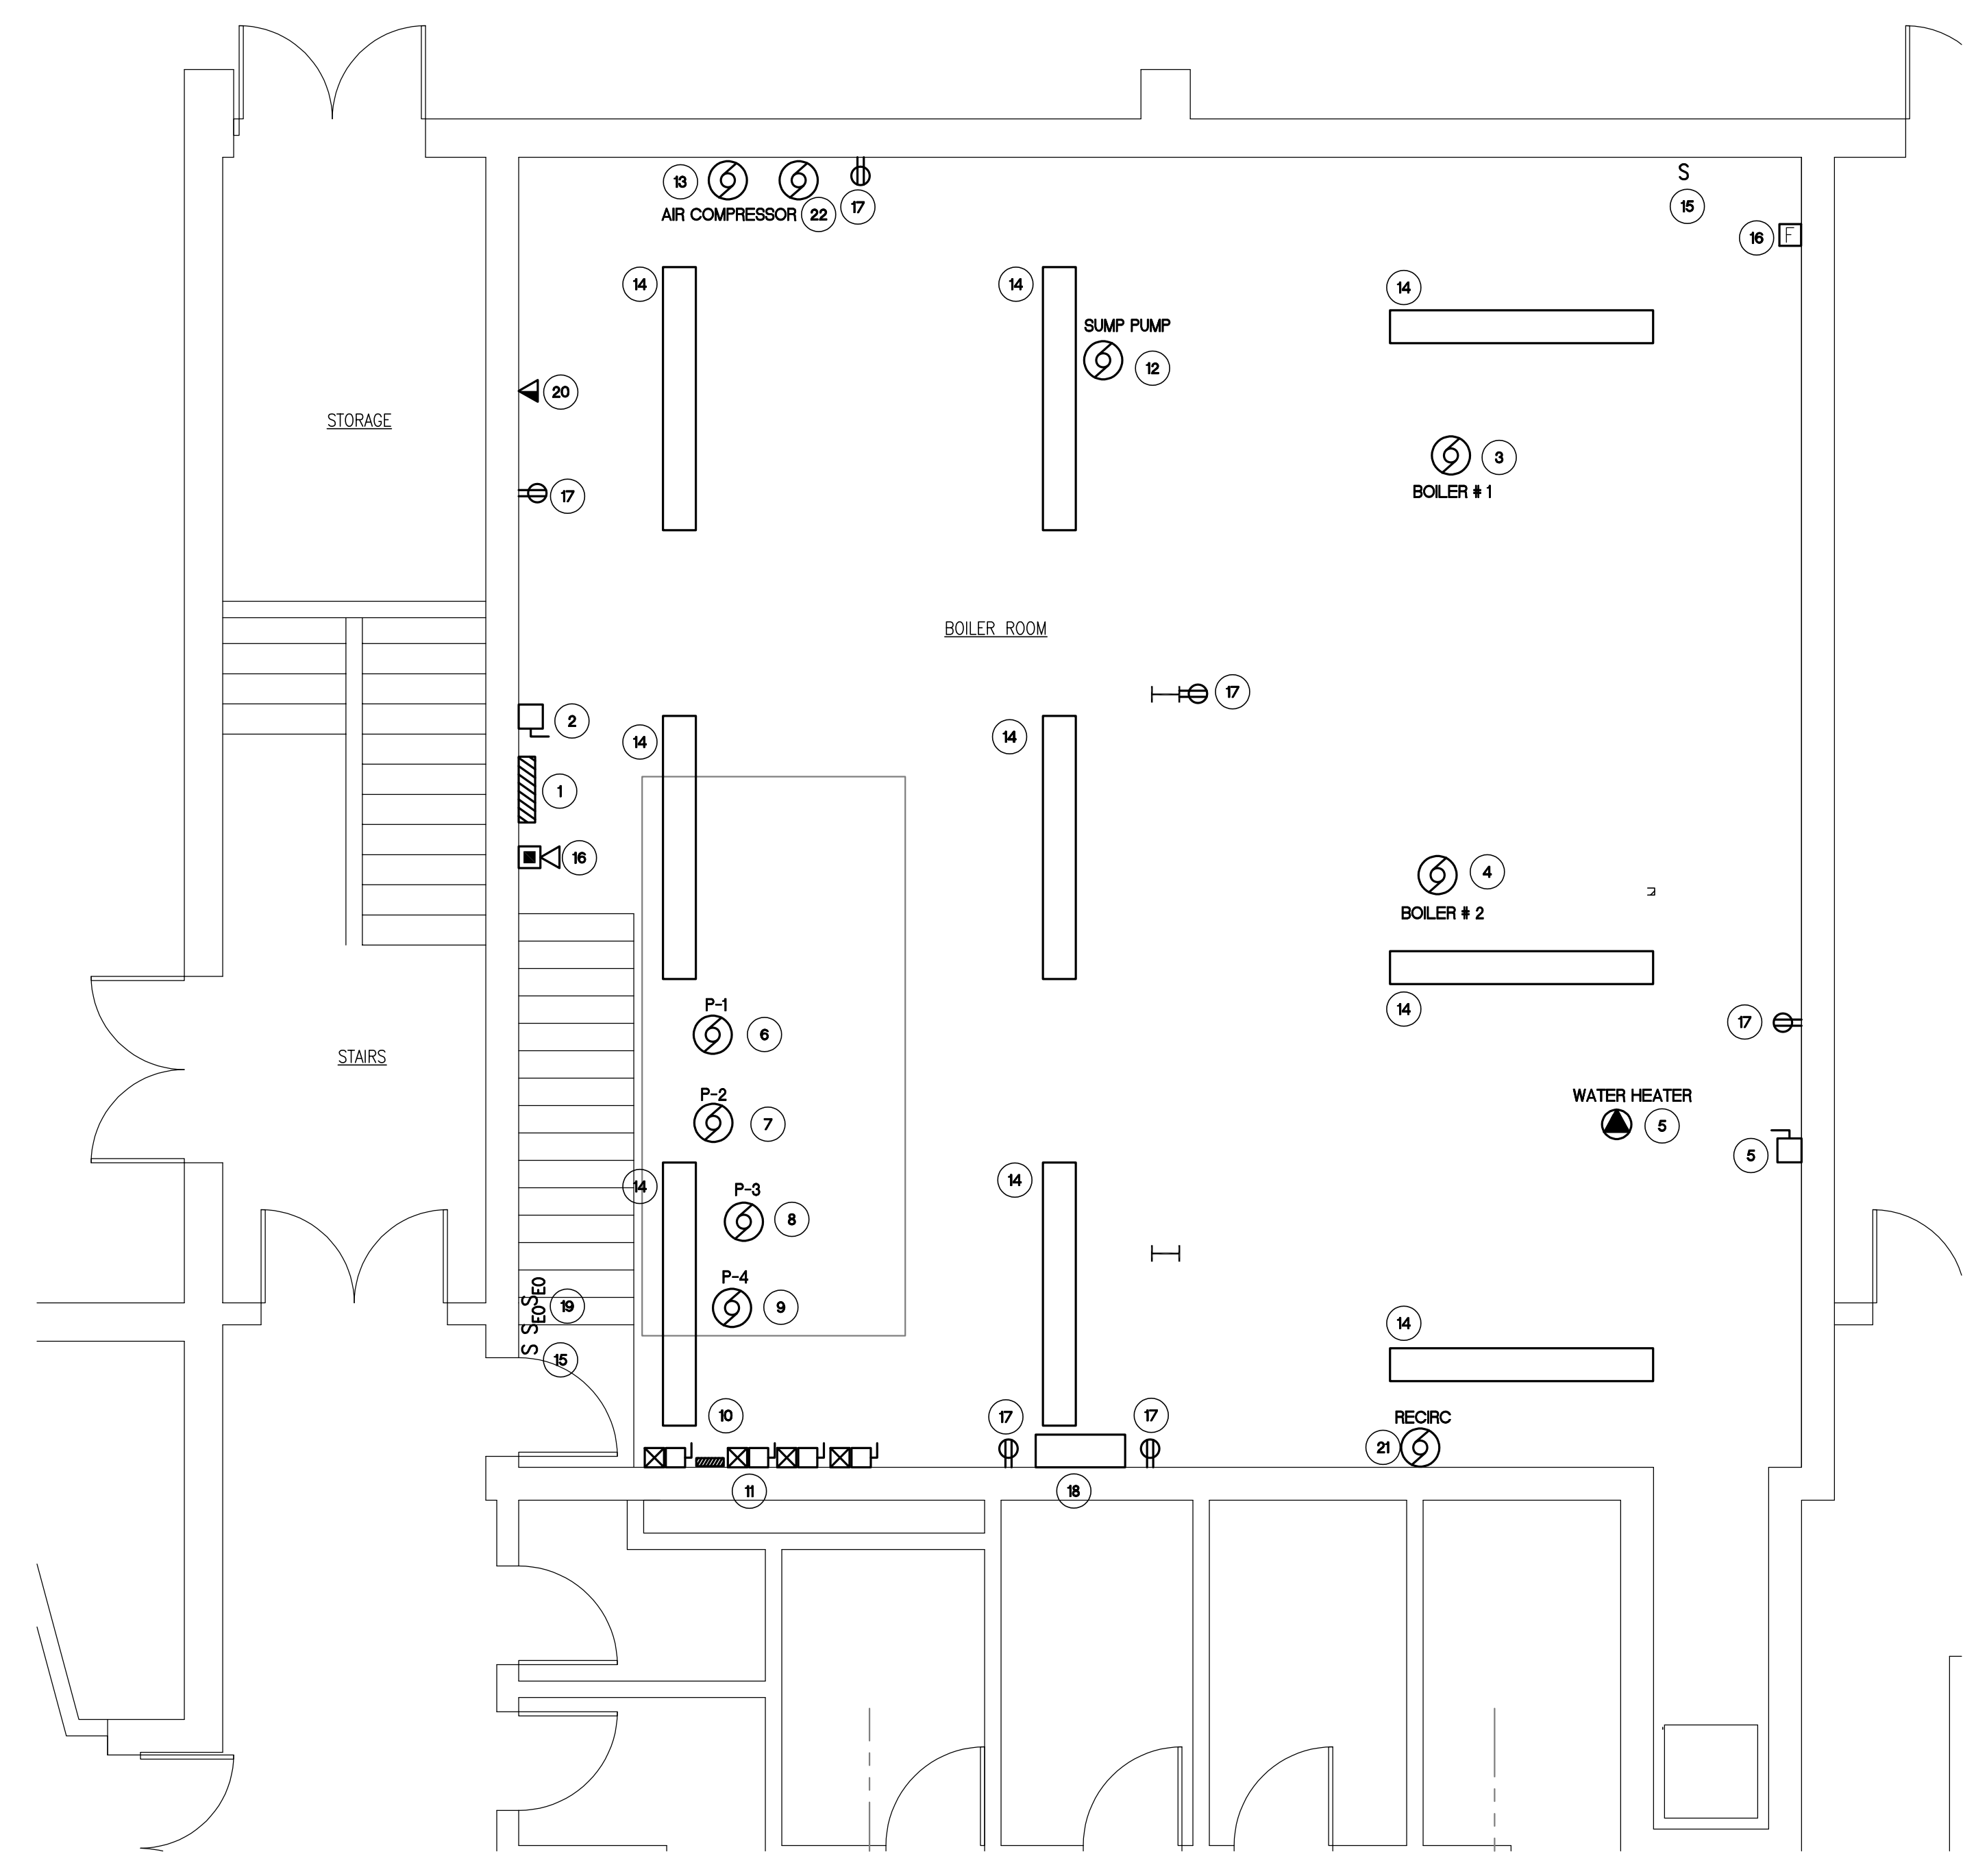 S
13
17
15
AIR COMPRESSOR
22
16
F
14
14
14
SUMP PUMP
12
20
STORAGE
3
17
BOILER # 1
BOILER ROOM
17
2
14
14
1
16
4
BOILER # 2
P-1
14
6
17
STAIRS
P-2
WATER HEATER
7
5
5
14
P-3
14
8
P-4
SEO
19
9
14
S SEO
15
10
17
17
RECIRC
21
11
18